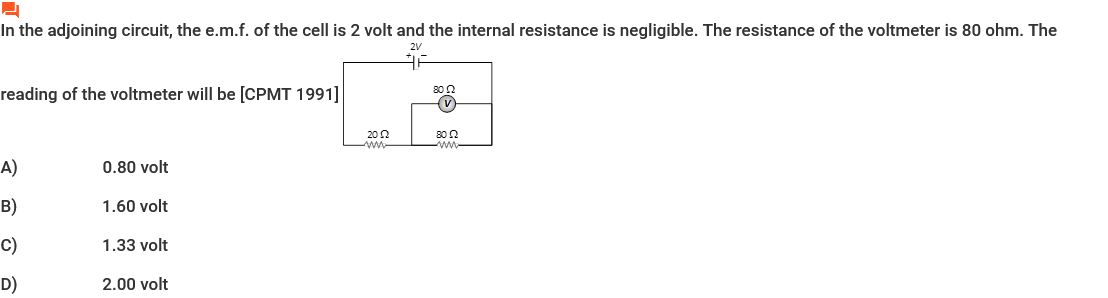 In the adjoining circuit, the e.m.f. of the cell is 2 volt and the internal resistance is negligible. The resistance of the voltmeter is 80 ohm. The
2V
+ –
reading of the voltmeter will be [CPMT 1991]
80 Ω
V
20 Ω 80 Ω
A) 0.80 volt
B) 1.60 volt
C) 1.33 volt
D) 2.00 volt